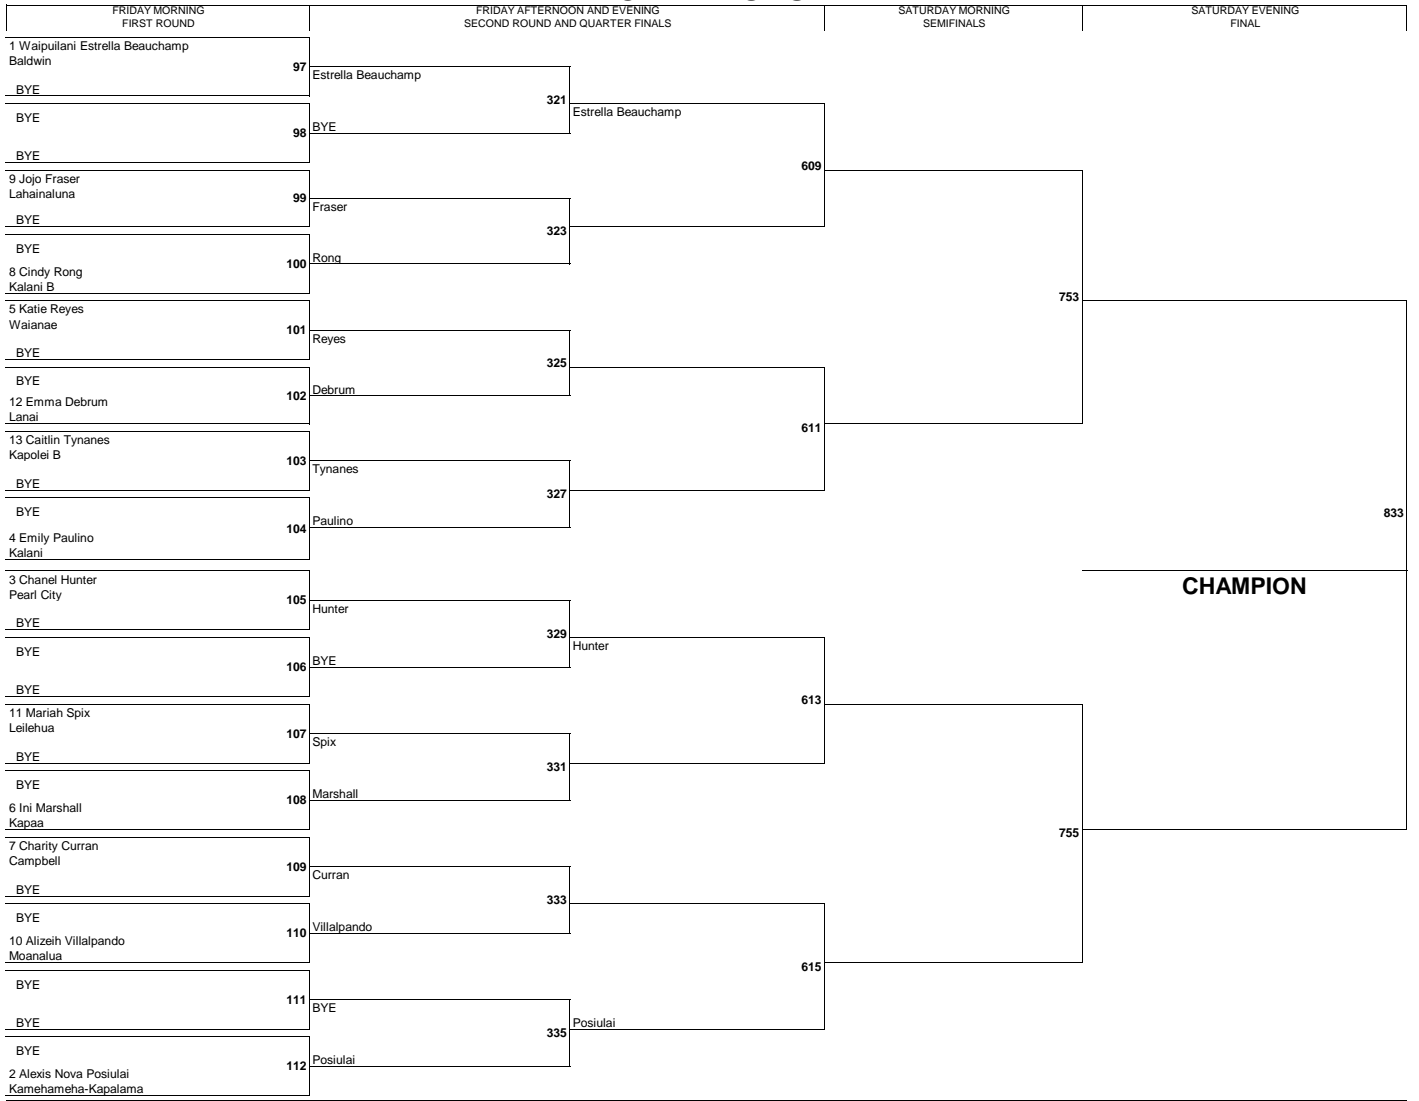 FRIDAY MORNING
FIRST ROUND
FRIDAY AFTERNOON AND EVENING
SECOND ROUND AND QUARTER FINALS
SATURDAY MORNING
SEMIFINALS
SATURDAY EVENING
FINAL
1 Waipuilani Estrella Beauchamp
Baldwin
97
BYE
Estrella Beauchamp
321
BYE
98
BYE
BYE
Estrella Beauchamp
609
9 Jojo Fraser
Lahainaluna
99
BYE
Fraser
323
BYE
100
Rong
8 Cindy Rong
Kalani B
753
5 Katie Reyes
Waianae
101
BYE
Reyes
325
BYE
102
Debrum
12 Emma Debrum
Lanai
611
13 Caitlin Tynanes
Kapolei B
103
BYE
Tynanes
327
BYE
104
Paulino
4 Emily Paulino
Kalani
833
CHAMPION
3 Chanel Hunter
Pearl City
105
BYE
Hunter
329
BYE
106
BYE
BYE
Hunter
613
11 Mariah Spix
Leilehua
107
BYE
Spix
331
BYE
108
Marshall
6 Ini Marshall
Kapaa
755
7 Charity Curran
Campbell
109
BYE
Curran
333
BYE
110
Villalpando
10 Alizeih Villalpando
Moanalua
615
BYE
111
BYE
BYE
335
Posiulai
BYE
112
Posiulai
2 Alexis Nova Posiulai
Kamehameha-Kapalama